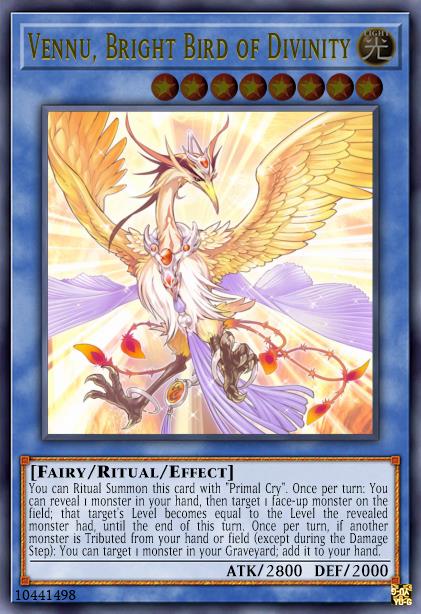 VENNU, BRIGHT BIRD OF DIVINITY
LIGHT
光
[FAIRY/RITUAL/EFFECT]
You can Ritual Summon this card with "Primal Cry". Once per turn: You
can reveal 1 monster in your hand, then target 1 face-up monster on the
field; that target's Level becomes equal to the Level the revealed
monster had, until the end of this turn. Once per turn, if another
monster is Tributed from your hand or field (except during the Damage
Step): You can target 1 monster in your Graveyard; add it to your hand.
ATK/2800 DEF/2000
10441498